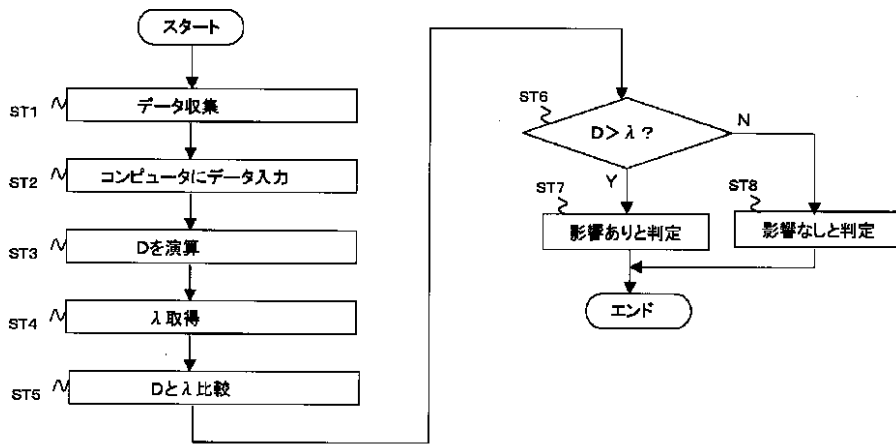 スタート
ST1
データ収集
ST2
コンピュータにデータ入力
ST3
Dを演算
ST4
λ取得
ST5
Dとλ比較
ST6
D＞λ？
N
Y
ST7
影響ありと判定
ST8
影響なしと判定
エンド